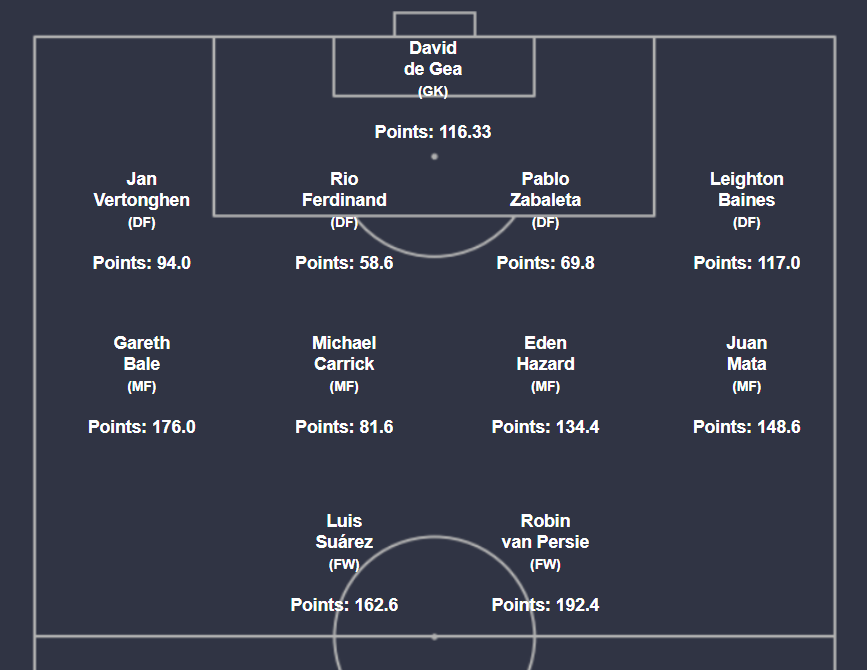 David
de Gea
(GK)
Points: 116.33
Jan
Vertonghen
(DF)
Points: 94.0
Rio
Ferdinand
(DF)
Points: 58.6
Pablo
Zabaleta
(DF)
Points: 69.8
Leighton
Baines
(DF)
Points: 117.0
Gareth
Bale
(MF)
Points: 176.0
Michael
Carrick
(MF)
Points: 81.6
Eden
Hazard
(MF)
Points: 134.4
Juan
Mata
(MF)
Points: 148.6
Luis
Suárez
(FW)
Points: 162.6
Robin
van Persie
(FW)
Points: 192.4